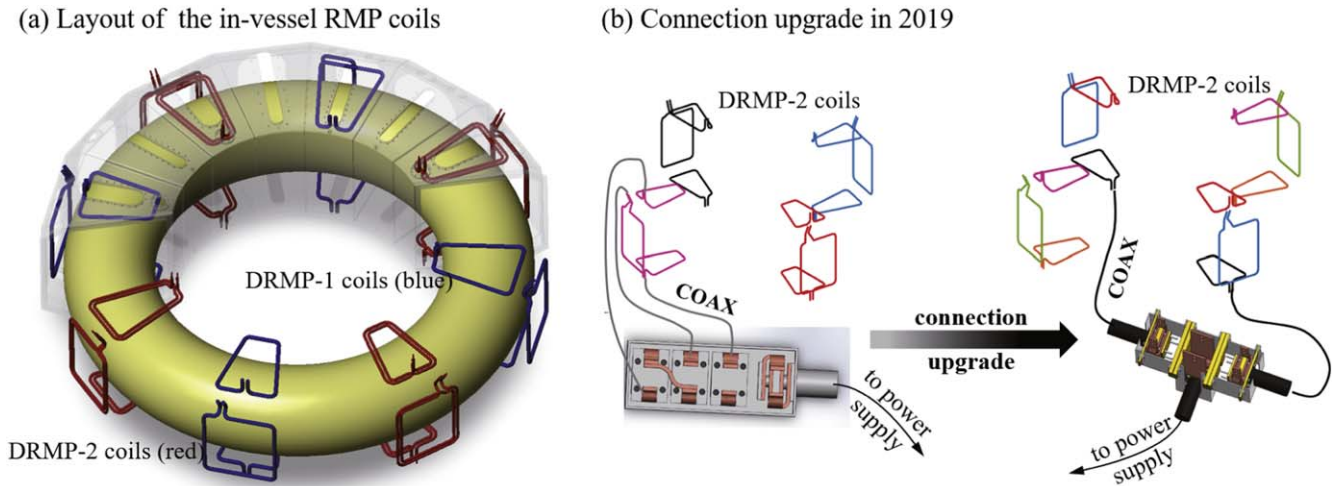 (a) Layout of the in-vessel RMP coils
DRMP-1 coils (blue)
DRMP-2 coils (red)
(b) Connection upgrade in 2019
DRMP-2 coils
COAX
to power
supply
connection
upgrade
DRMP-2 coils
COAX
to power
supply